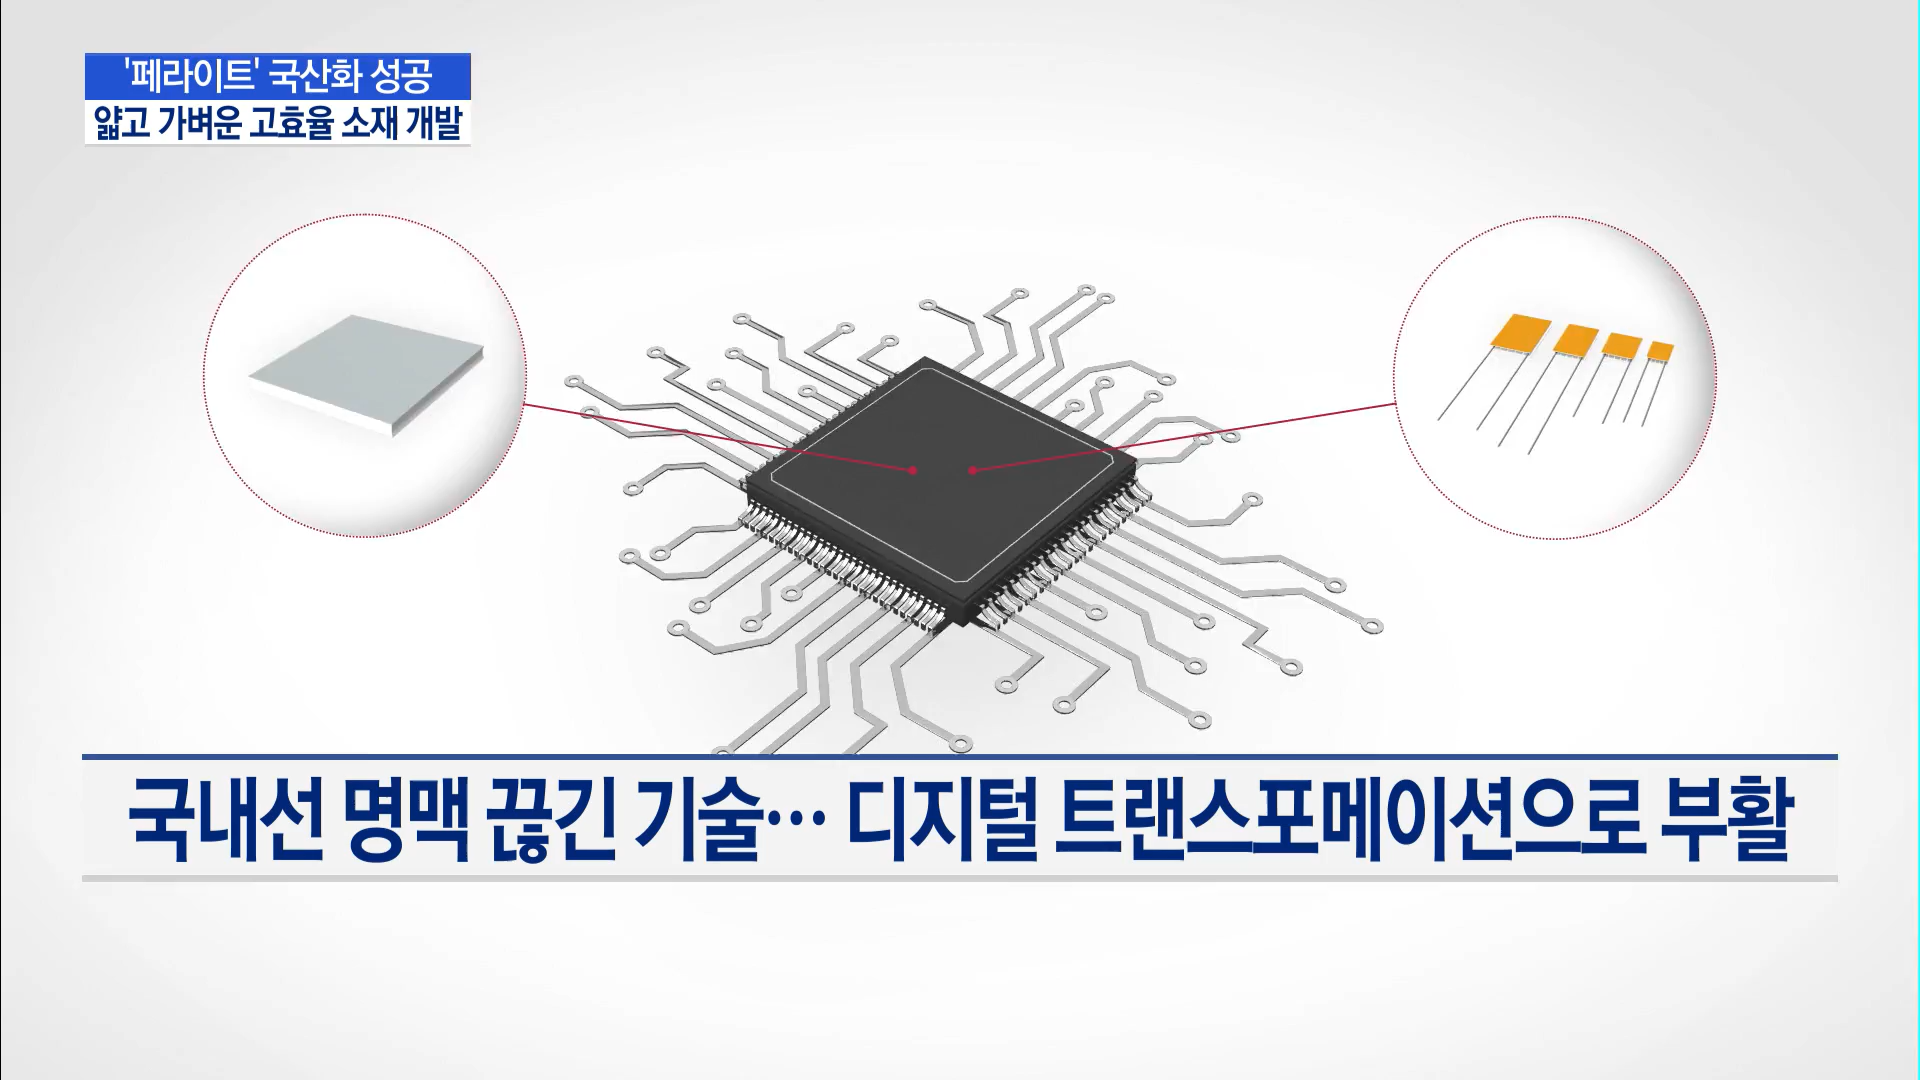 '페라이트' 국산화 성공
얇고 가벼운 고효율 소재 개발
국내선 명맥 끊긴 기술… 디지털 트랜스포메이션으로 부활